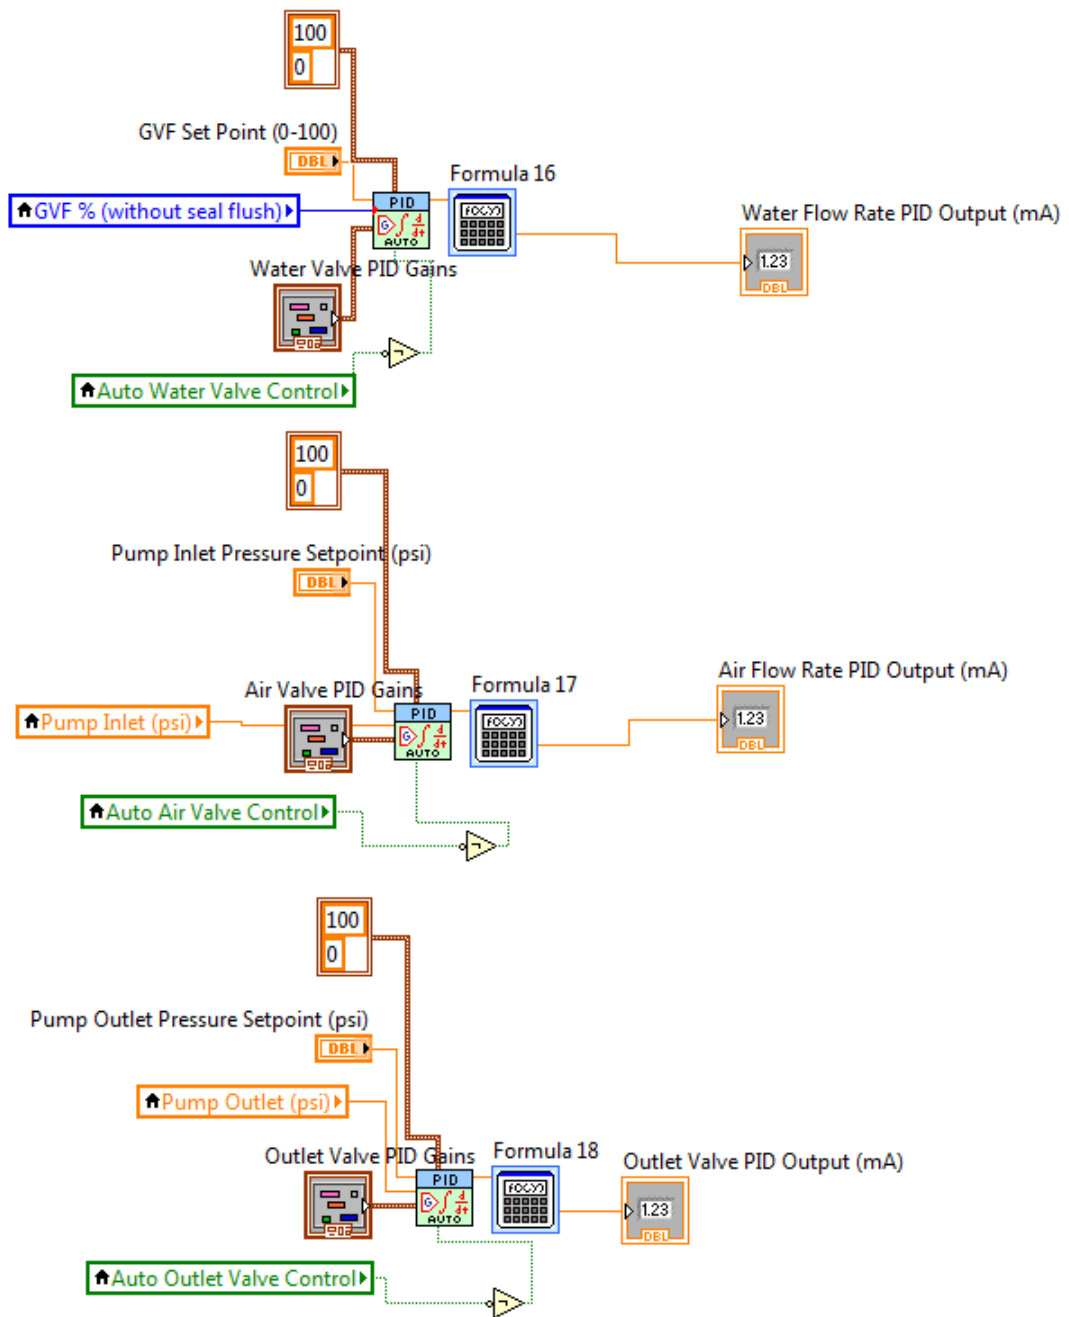 100
0
GVF Set Point (0-100)
DBL
Formula 16
GVF % (without seal flush)
PID
AUTO
f(x,y)
Water Flow Rate PID Output (mA)
1.23
DBL
Water Valve PID Gains
Auto Water Valve Control
100
0
Pump Inlet Pressure Setpoint (psi)
DBL
Air Valve PID Gains
Formula 17
Air Flow Rate PID Output (mA)
Pump Inlet (psi)
PID
AUTO
f(x,y)
1.23
DBL
Auto Air Valve Control
100
0
Pump Outlet Pressure Setpoint (psi)
DBL
Pump Outlet (psi)
Outlet Valve PID Gains
Formula 18
Outlet Valve PID Output (mA)
PID
AUTO
f(x,y)
1.23
DBL
Auto Outlet Valve Control